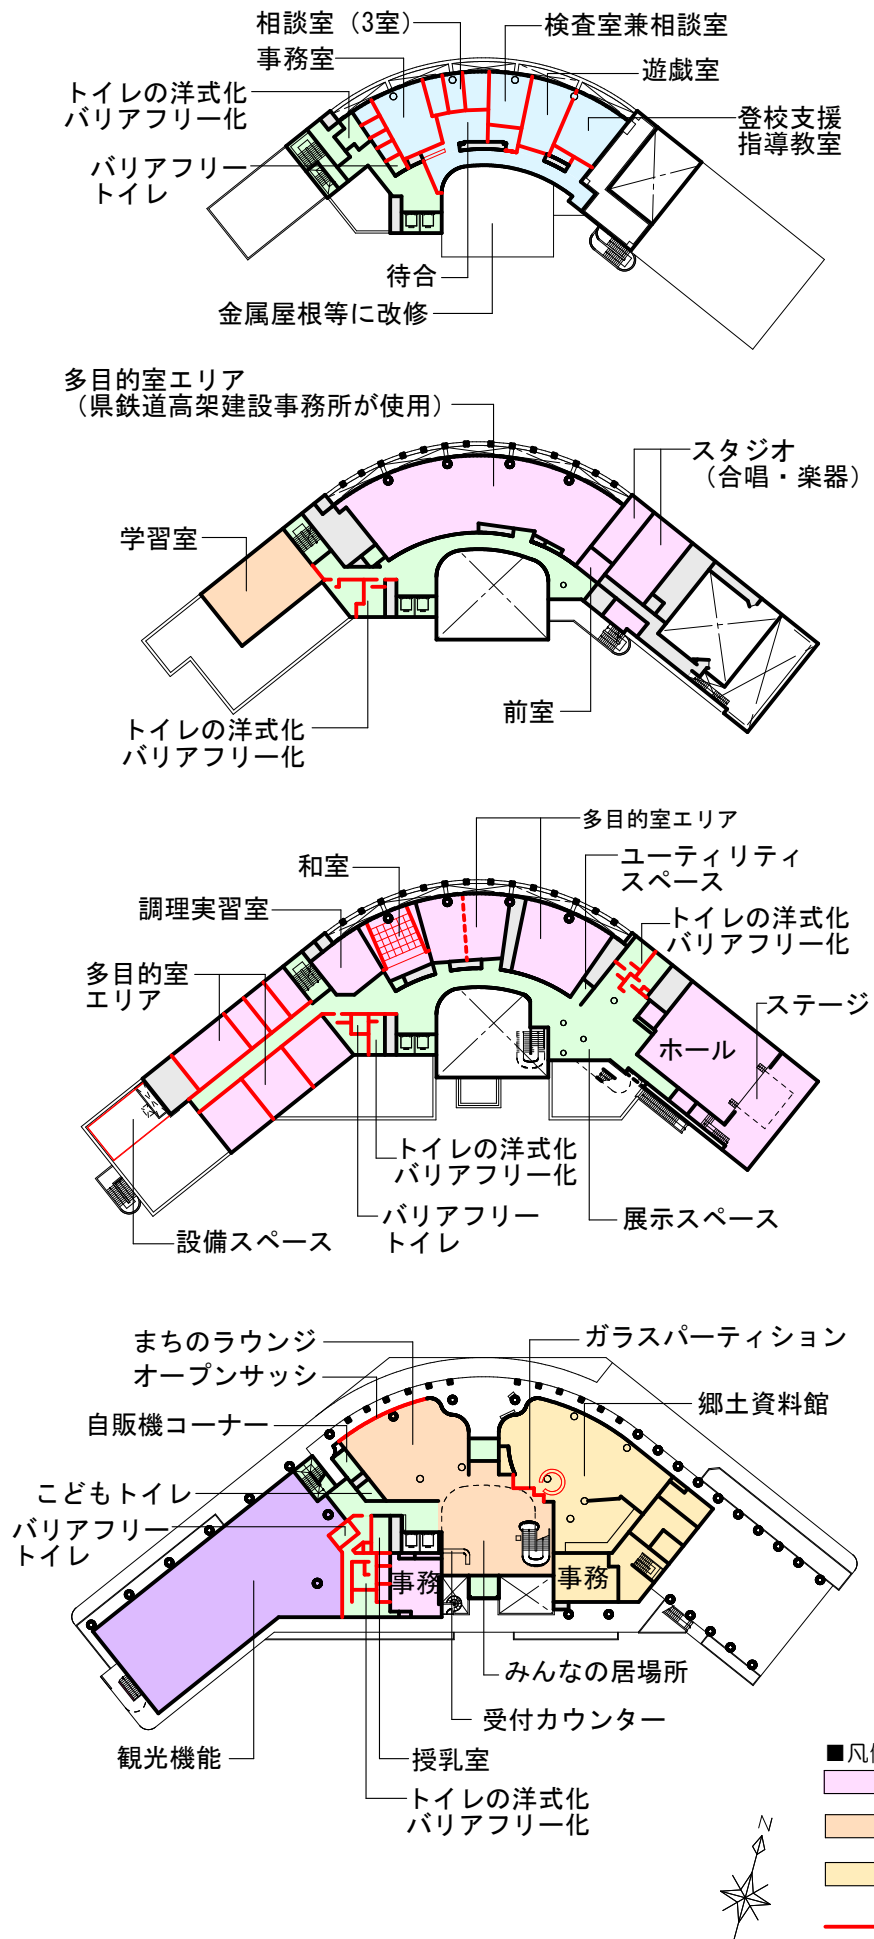 相談室（3室）
検査室兼相談室
事務室
遊戯室
トイレの洋式化
バリアフリー化
登校支援
指導教室
バリアフリー
トイレ
待合
金属屋根等に改修
多目的室エリア
（県鉄道高架建設事務所が使用）
スタジオ
（合唱・楽器）
学習室
前室
トイレの洋式化
バリアフリー化
多目的室エリア
和室
ユーティリティ
スペース
調理実習室
トイレの洋式化
バリアフリー化
多目的室
エリア
ステージ
ホール
トイレの洋式化
バリアフリー化
バリアフリー
トイレ
展示スペース
設備スペース
まちのラウンジ
ガラスパーティション
オープンサッシ
郷土資料館
自販機コーナー
こどもトイレ
バリアフリー
トイレ
事務
事務
みんなの居場所
受付カウンター
観光機能
授乳室
トイレの洋式化
バリアフリー化
■凡
N